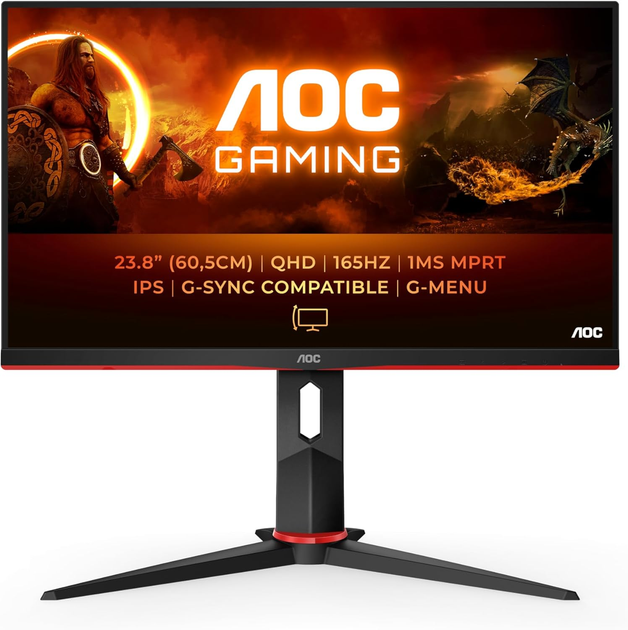 AOC
GAMING
23.8” (60,5CM) | QHD | 165HZ | 1MS MPRT
IPS | G-SYNC COMPATIBLE | G-MENU
AOC
AOC